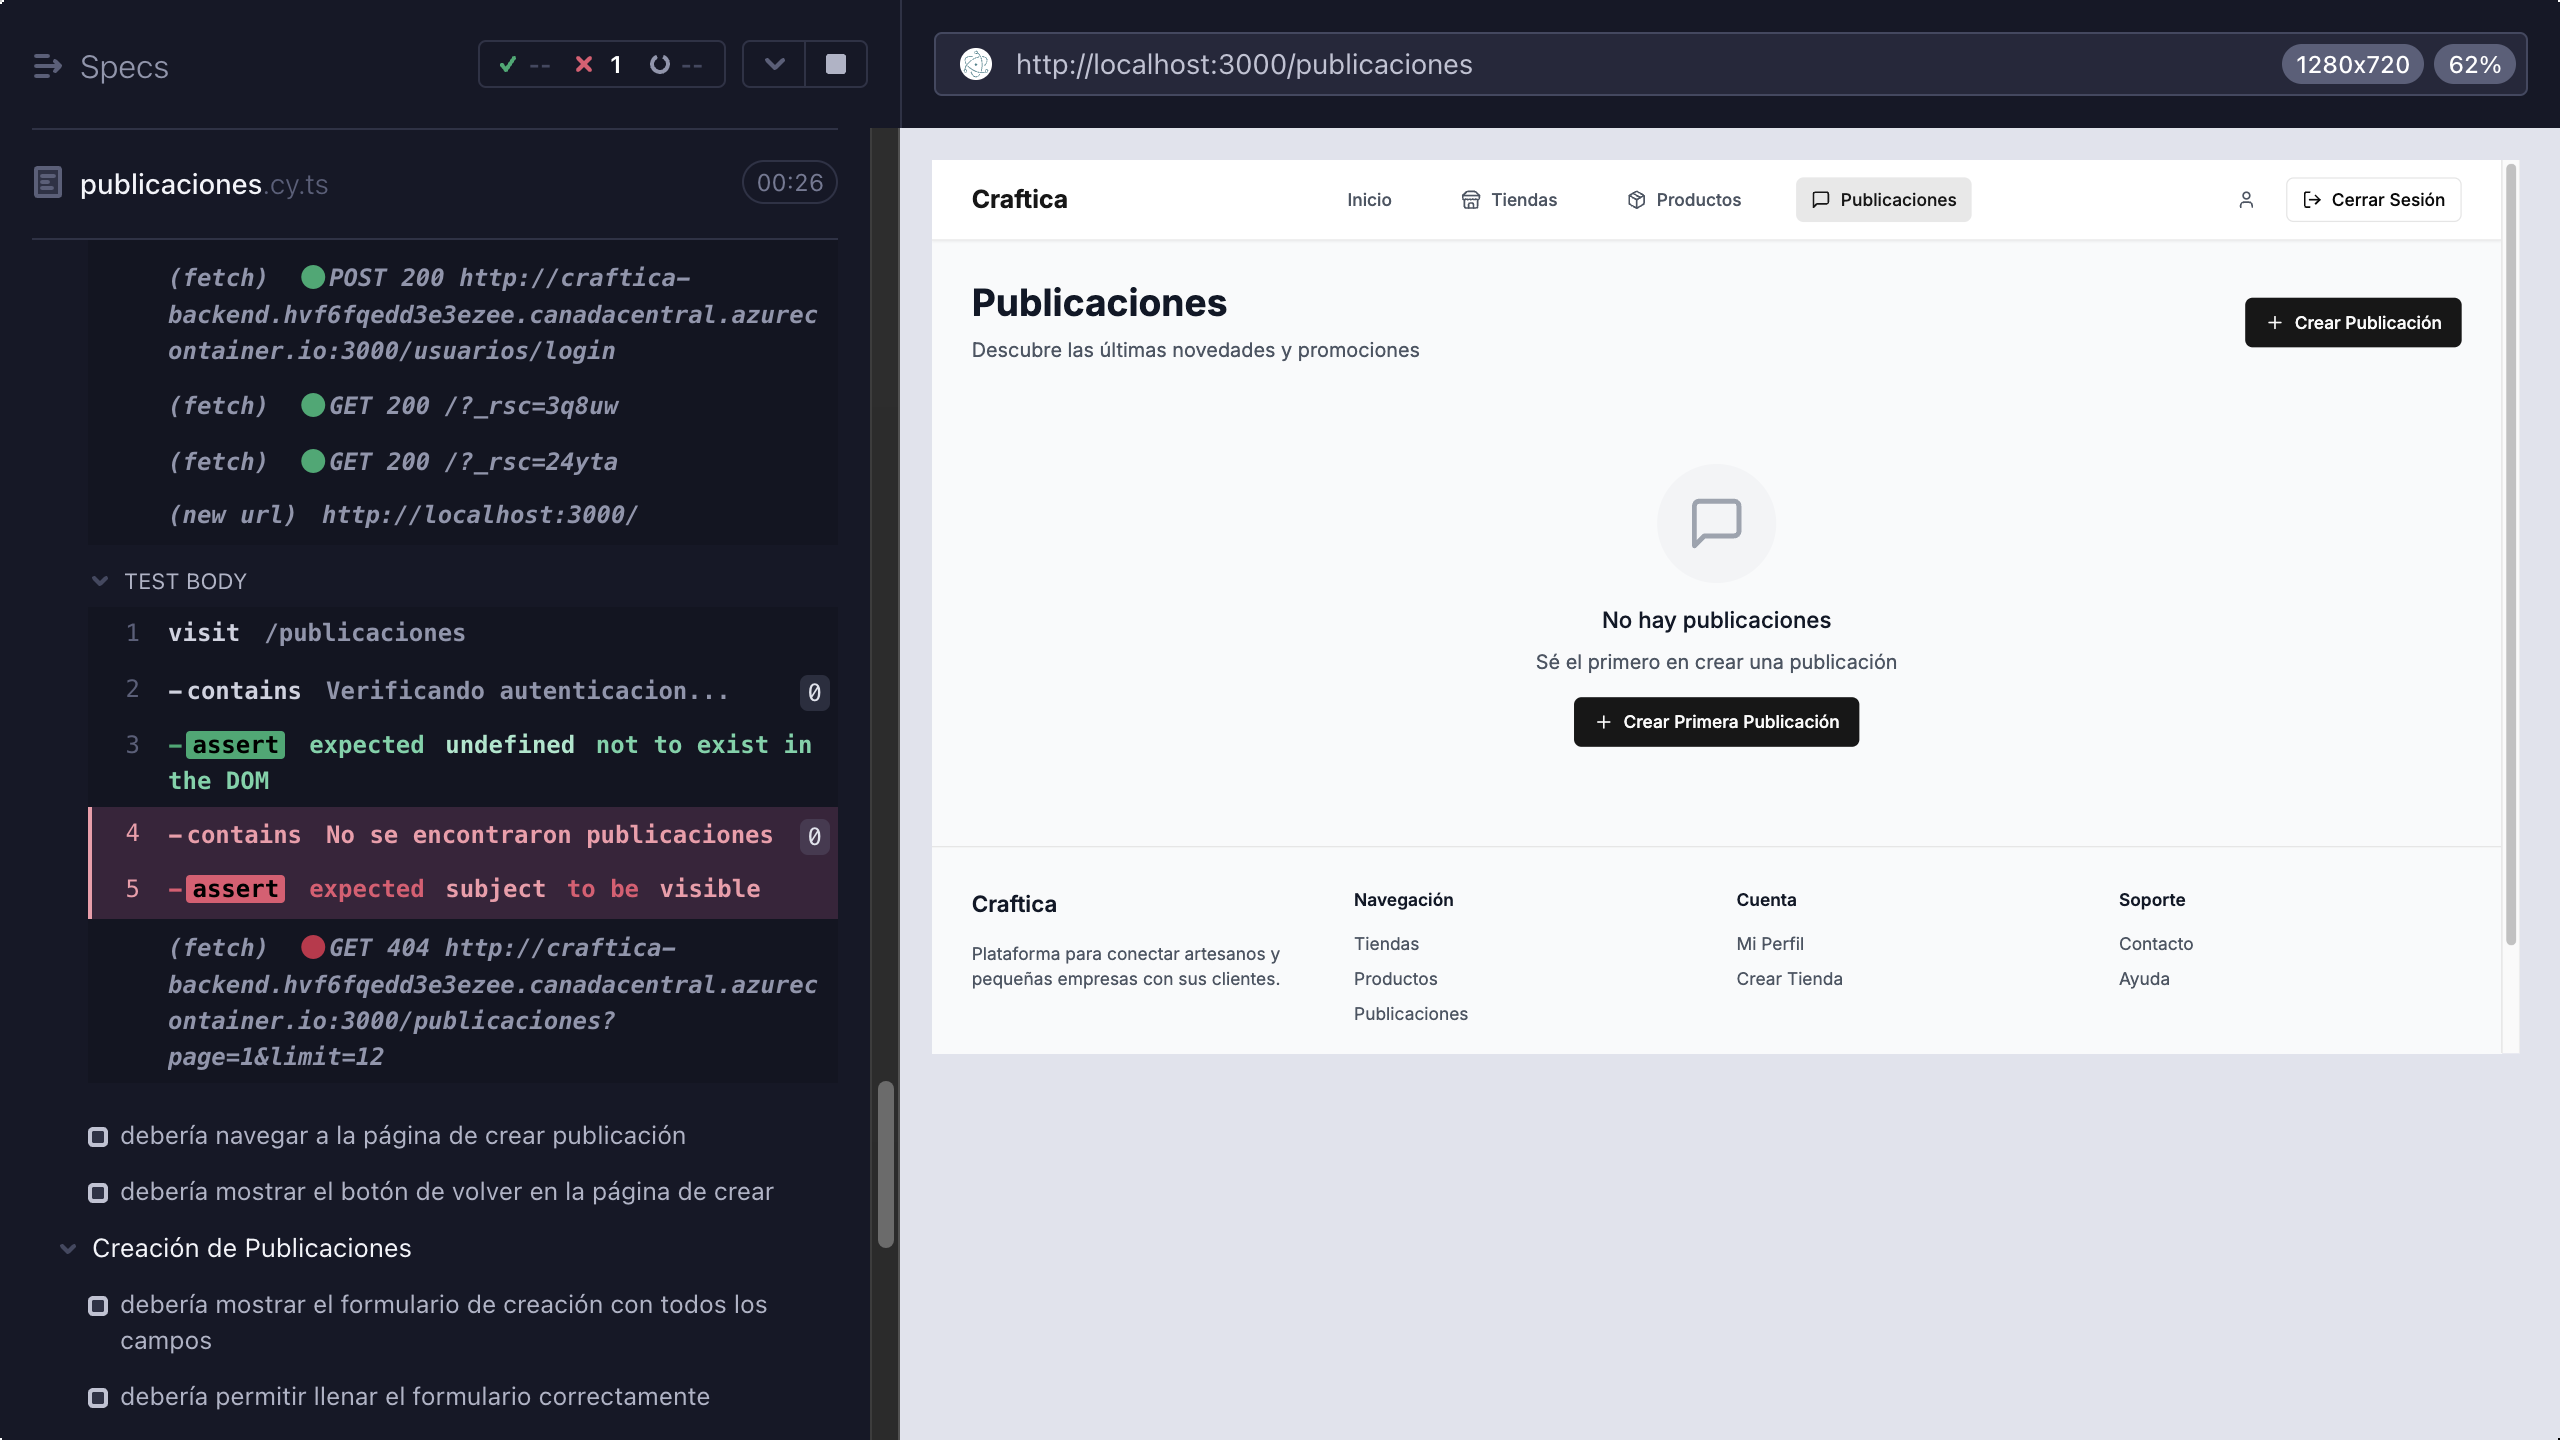 Specs
-- 1 --
publicaciones.cy.ts 00:26
(fetch) POST 200 http://craftica-
backend.hvf6fqedd3e3ezee.canadacentral.azurec
ontainer.io:3000/usuarios/login
(fetch) GET 200 /?_rsc=3q8uw
(fetch) GET 200 /?_rsc=24yta
(new url) http://localhost:3000/
TEST BODY
1 visit /publicaciones
2 -contains Verificando autenticacion... 0
3 -assert expected undefined not to exist in
the DOM
4 -contains No se encontraron publicaciones 0
5 -assert expected subject to be visible
(fetch) GET 404 http://craftica-
backend.hvf6fqedd3e3ezee.canadacentral.azurec
ontainer.io:3000/publicaciones?
page=1&limit=12
debería navegar a la página de crear publicación
debería mostrar el botón de volver en la página de crear
Creación de Publicaciones
debería mostrar el formulario de creación con todos los
campos
debería permitir llenar el formulario correctamente
http://localhost:3000/publicaciones 1280x720 62%
Craftica Inicio Tiendas Productos Publicaciones Cerrar Sesión
Publicaciones
Descubre las últimas novedades y promociones
+ Crear Publicación
No hay publicaciones
Sé el primero en crear una publicación
+ Crear Primera Publicación
Craftica
Plataforma para conectar artesanos y
pequeñas empresas con sus clientes.
Navegación
Tiendas
Productos
Publicaciones
Cuenta
Mi Perfil
Crear Tienda
Soporte
Contacto
Ayuda